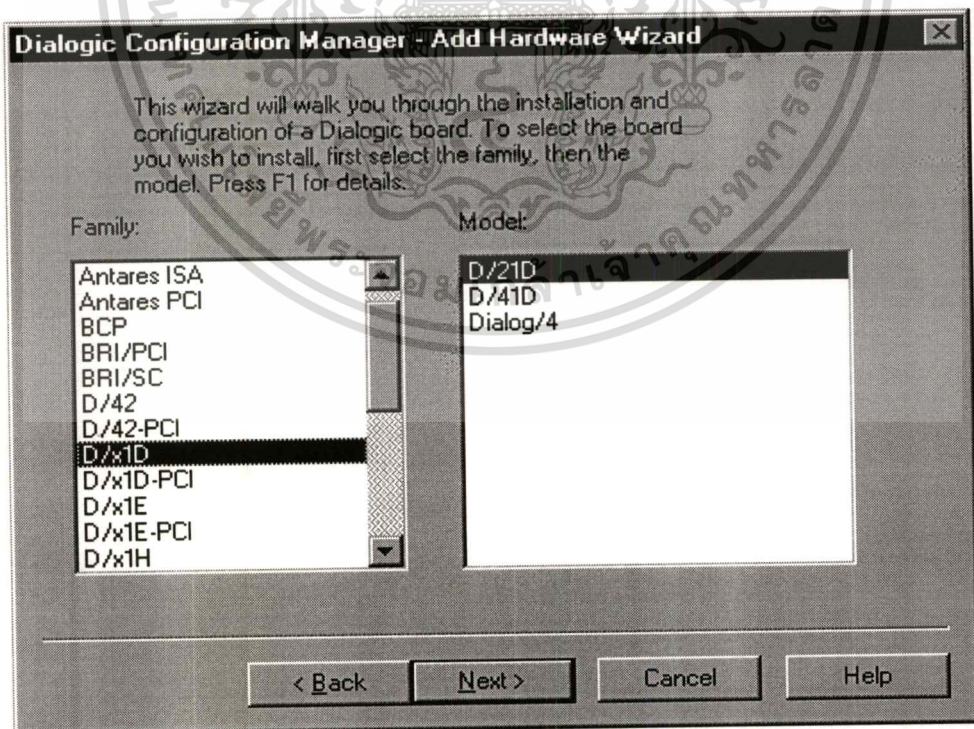 Dialogic Configuration Manager - Add Hardware Wizard
This wizard will walk you through the installation and
configuration of a Dialogic board. To select the board
you wish to install, first select the family, then the
model. Press F1 for details.
Family:
Antares ISA
Antares PCI
BCP
BRI/PCI
BRI/SC
D/42
D/42-PCI
D/x1D
D/x1D-PCI
D/x1E
D/x1E-PCI
D/x1H
Model:
D/21D
D/41D
Dialog/4
< Back
Next >
Cancel
Help